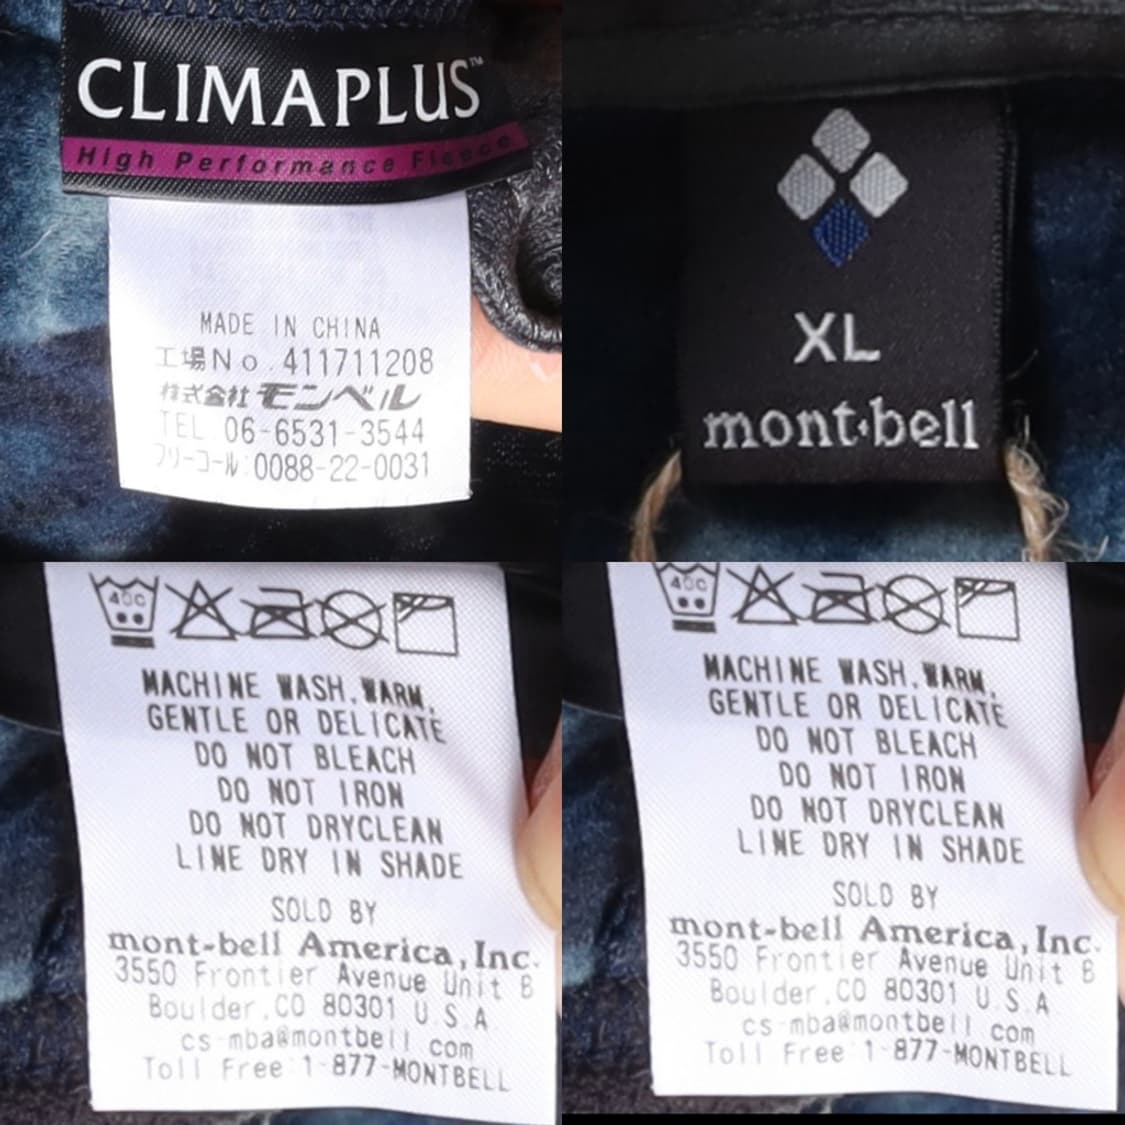 CLIMAPLUS™
High Performance Fleece
MADE IN CHINA
工場No.411711208
株式会社モンベル
TEL 06-6531-3544
フリーコール:0088-22-0031
XL
mont·bell
40C
MACHINE WASH, WARM,
GENTLE OR DELICATE
DO NOT BLEACH
DO NOT IRON
DO NOT DRYCLEAN
LINE DRY IN SHADE
SOLD BY
mont-bell America, Inc.
3550 Frontier Avenue Unit B
Boulder,CO 80301 U.S.A
cs-mba@montbell com
Toll Free 1-877-MONTBELL
40C
MACHINE WASH, WARM,
GENTLE OR DELICATE
DO NOT BLEACH
DO NOT IRON
DO NOT DRYCLEAN
LINE DRY IN SHADE
SOLD BY
mont-bell America, Inc.
3550 Frontier Avenue Unit B
Boulder,CO 80301 U.S.A
cs-mba@montbell com
Toll Free 1-877-MONTBELL